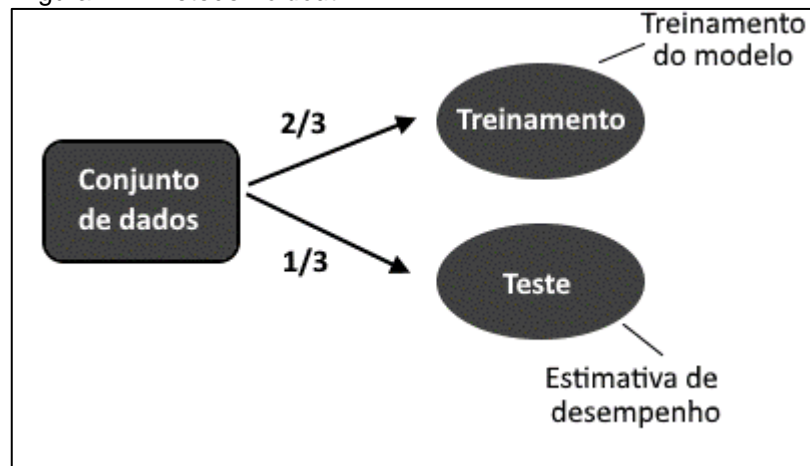 Treinamento
do modelo
2/3
Treinamento
Conjunto
de dados
1/3
Teste
Estimativa de
desempenho